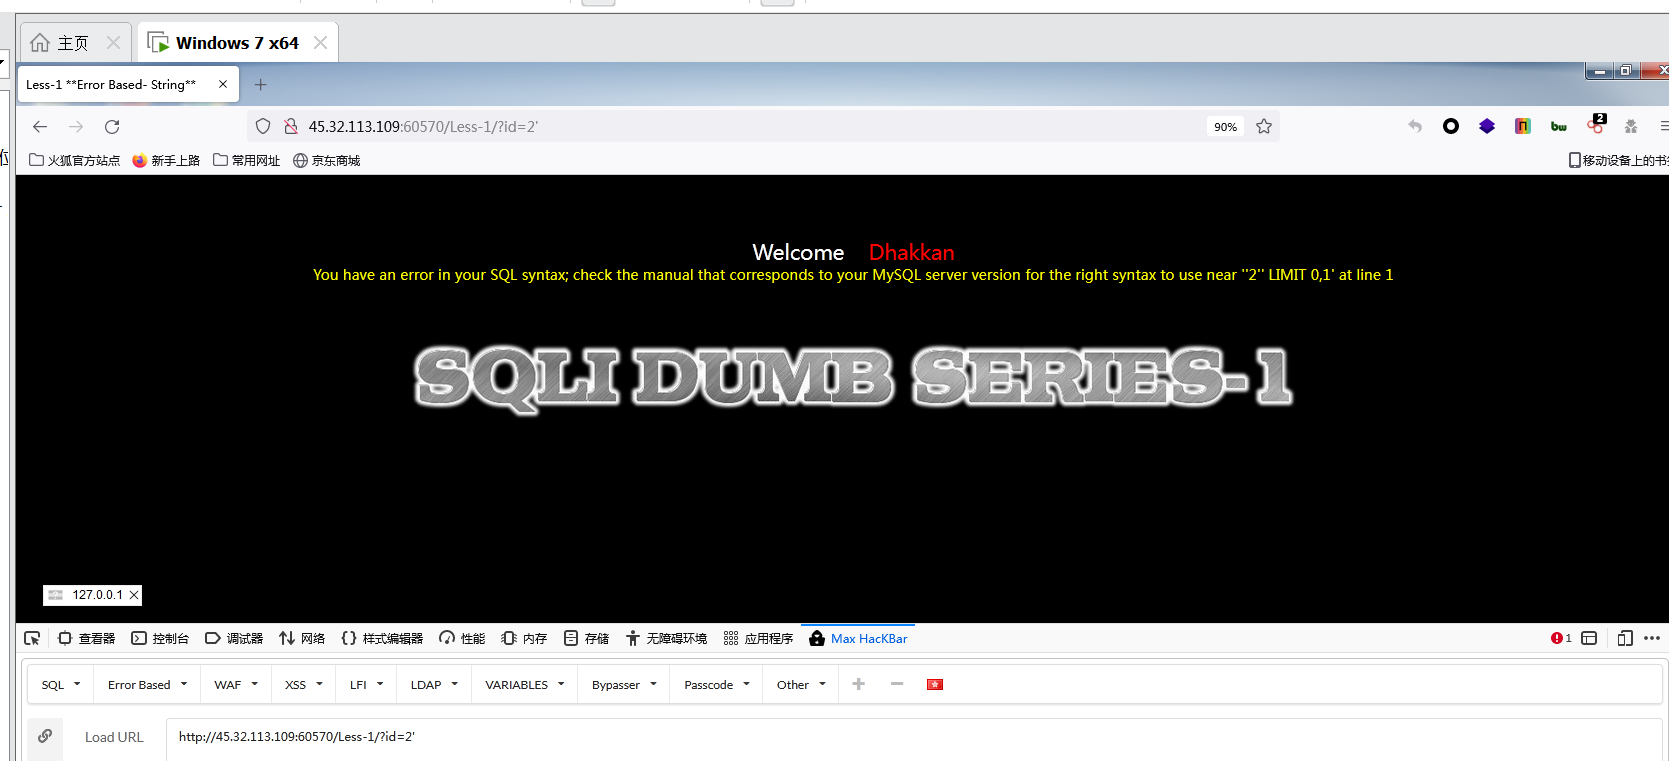 主页
Windows 7 x64
Less-1 **Error Based- String**
45.32.113.109:60570/Less-1/?id=2'
90%
2
火狐官方站点 新手上路 常用网址 京东商城
移动设备上的书
Welcome Dhakkan
You have an error in your SQL syntax; check the manual that corresponds to your MySQL server version for the right syntax to use near ''2'' LIMIT 0,1' at line 1
SQLI DUMB SERIES-1
127.0.0.1
查看器 控制台 调试器 网络 样式编辑器 性能 内存 存储 无障碍环境 应用程序 Max HacKBar 1
SQL Error Based WAF XSS LFI LDAP VARIABLES Bypasser Passcode Other
Load URL http://45.32.113.109:60570/Less-1/?id=2'